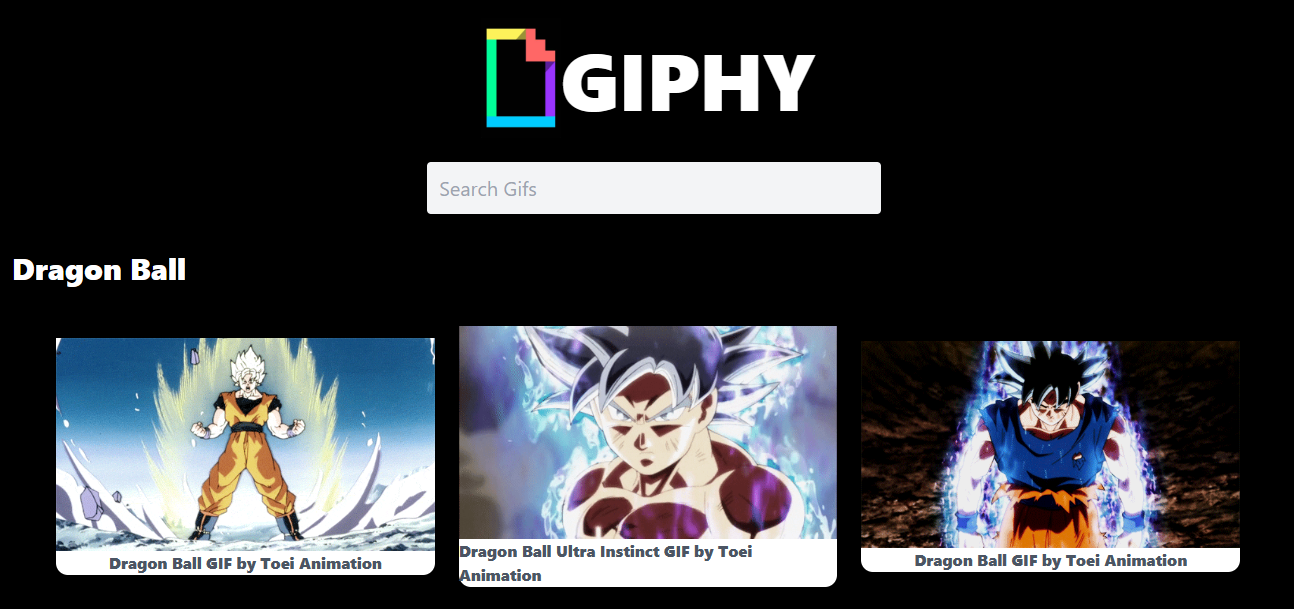 GIPHY
Search Gifs
Dragon Ball
Dragon Ball GIF by Toei Animation
Dragon Ball Ultra Instinct GIF by Toei
Animation
Dragon Ball GIF by Toei Animation